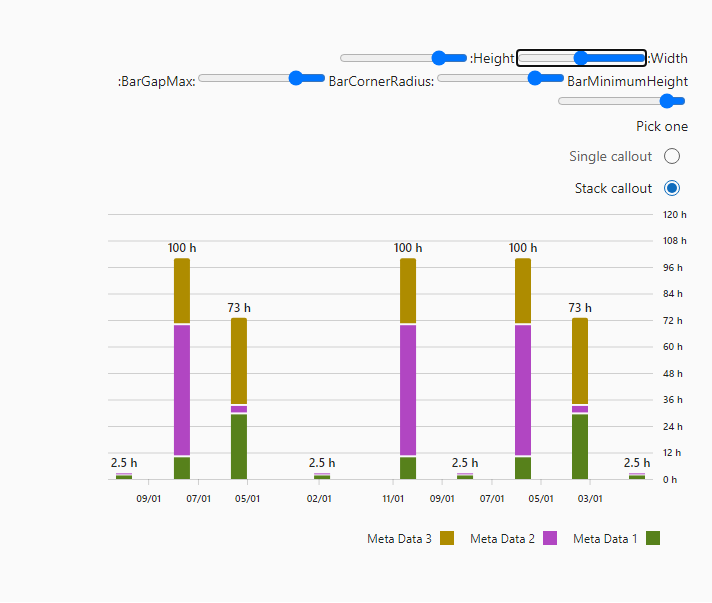 :Height :Width
:BarGapMax: BarCornerRadius: BarMinimumHeight
Pick one
Single callout
Stack callout
120 h
108 h
100 h 100 h 100 h
96 h
84 h
73 h 73 h
72 h
60 h
48 h
36 h
24 h
12 h
2.5 h 2.5 h 2.5 h 2.5 h
0 h
09/01 07/01 05/01 02/01 11/01 09/01 07/01 05/01 03/01
Meta Data 3 Meta Data 2 Meta Data 1